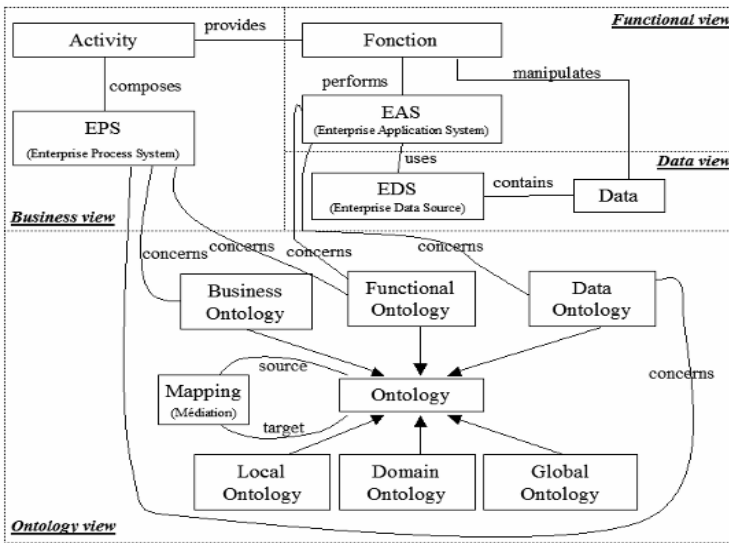 Functional view
Activity
provides
Fonction
composes
performs
manipulates
EPS
(Enterprise Process System)
EAS
(Enterprise Application System)
uses
Data view
EDS
(Enterprise Data Source)
contains
Data
Business view
concerns
concerns
concerns
concerns
Business
Ontology
Functional
Ontology
Data
Ontology
source
concerns
Mapping
(Médiation)
Ontology
target
Local
Ontology
Domain
Ontology
Global
Ontology
Ontology view